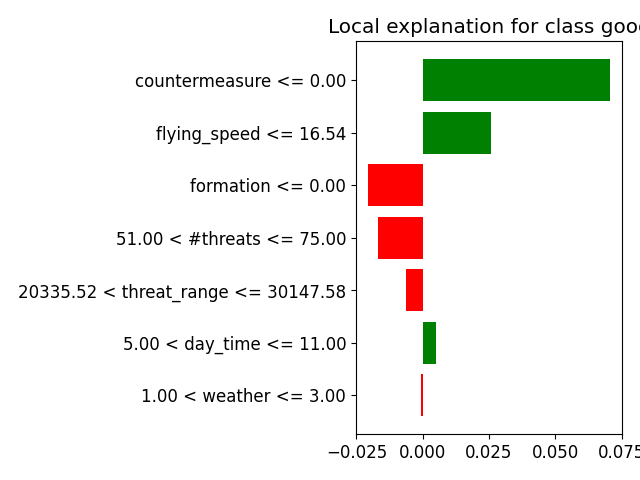 Local explanation for class good
countermeasure <= 0.00
flying_speed <= 16.54
formation <= 0.00
51.00 < #threats <= 75.00
20335.52 < threat_range <= 30147.58
5.00 < day_time <= 11.00
1.00 < weather <= 3.00
−0.025 0.000 0.025 0.050 0.075